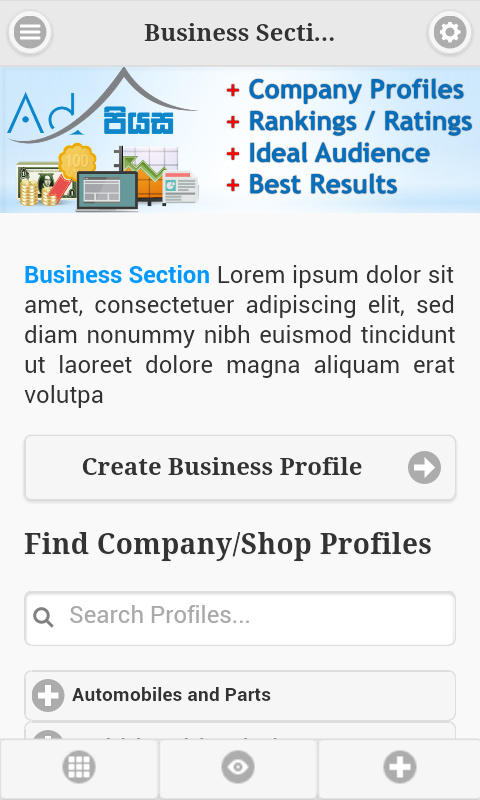 Business Secti...
Ad පියස
100
+ Company Profiles
+ Rankings / Ratings
+ Ideal Audience
+ Best Results
Business Section Lorem ipsum dolor sit
amet, consectetuer adipiscing elit, sed
diam nonummy nibh euismod tincidunt
ut laoreet dolore magna aliquam erat
volutpa
Create Business Profile
Find Company/Shop Profiles
Search Profiles...
Automobiles and Parts